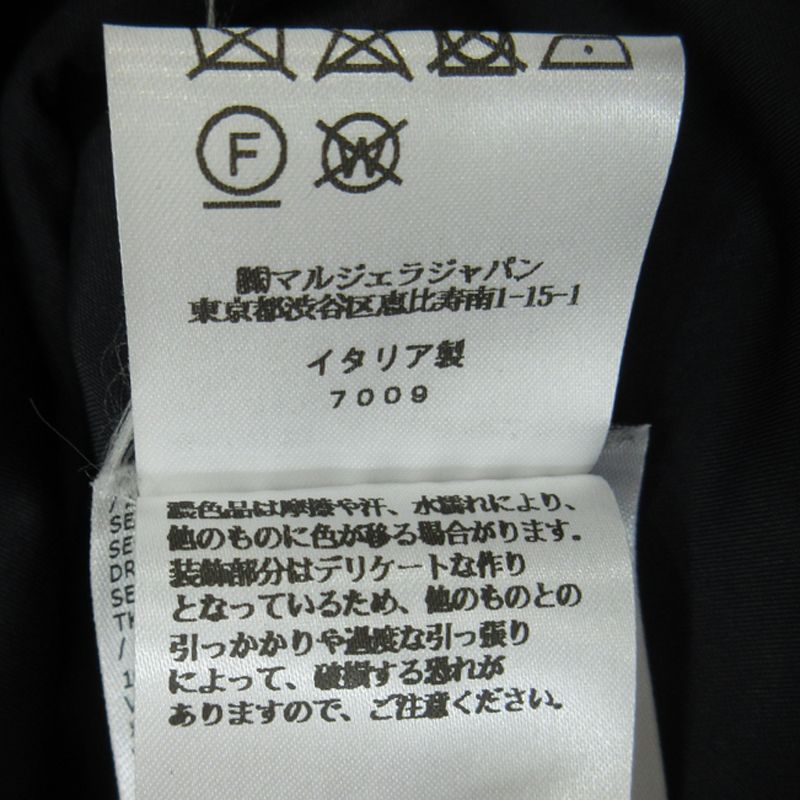 F
W
㈱マルジェラジャパン
東京都渋谷区恵比寿南1-15-1
イタリア製
7009
濃色品は摩擦や汗、水濡れにより、
他のものに色が移る場合がります。
装飾部分はデリケートな作り
となっているため、他のものとの
引っかかりや過度な引っ張り
によって、破損する恐れが
ありますので、ご注意ください。
/
SE
SE
DR
SE
TH
/
1
V